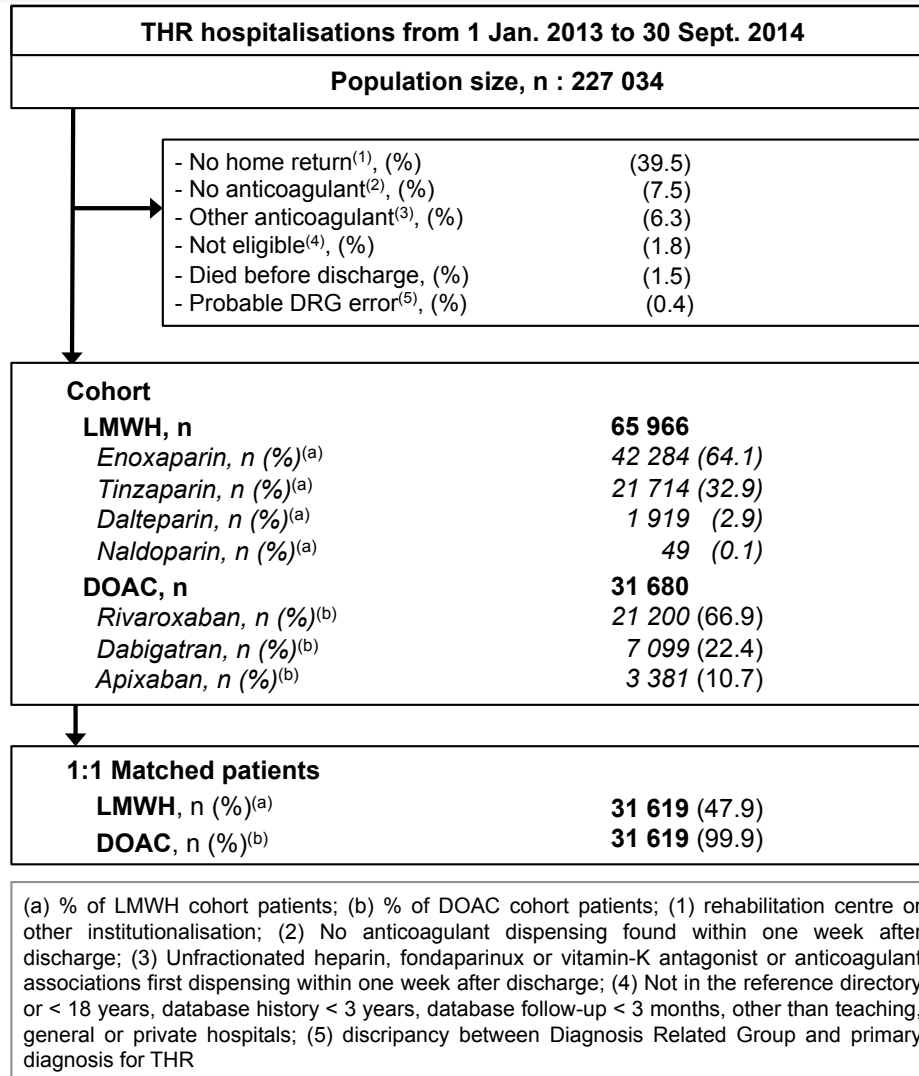 THR hospitalisations from 1 Jan. 2013 to 30 Sept. 2014
Population size, n : 227 034
- No home return(1), (%) (39.5)
- No anticoagulant(2), (%) (7.5)
- Other anticoagulant(3), (%) (6.3)
- Not eligible(4), (%) (1.8)
- Died before discharge, (%) (1.5)
- Probable DRG error(5), (%) (0.4)
Cohort
LMWH, n 65 966
Enoxaparin, n (%)(a) 42 284 (64.1)
Tinzaparin, n (%)(a) 21 714 (32.9)
Dalteparin, n (%)(a) 1 919 (2.9)
Naldoparin, n (%)(a) 49 (0.1)
DOAC, n 31 680
Rivaroxaban, n (%)(b) 21 200 (66.9)
Dabigatran, n (%)(b) 7 099 (22.4)
Apixaban, n (%)(b) 3 381 (10.7)
1:1 Matched patients
LMWH, n (%)(a) 31 619 (47.9)
DOAC, n (%)(b) 31 619 (99.9)
(a) % of LMWH cohort patients; (b) % of DOAC cohort patients; (1) rehabilitation centre or
other institutionalisation; (2) No anticoagulant dispensing found within one week after
discharge; (3) Unfractionated heparin, fondaparinux or vitamin-K antagonist or anticoagulant
associations first dispensing within one week after discharge; (4) Not in the reference directory
or < 18 years, database history < 3 years, database follow-up < 3 months, other than teaching,
general or private hospitals; (5) discrepancy between Diagnosis Related Group and primary
diagnosis for THR